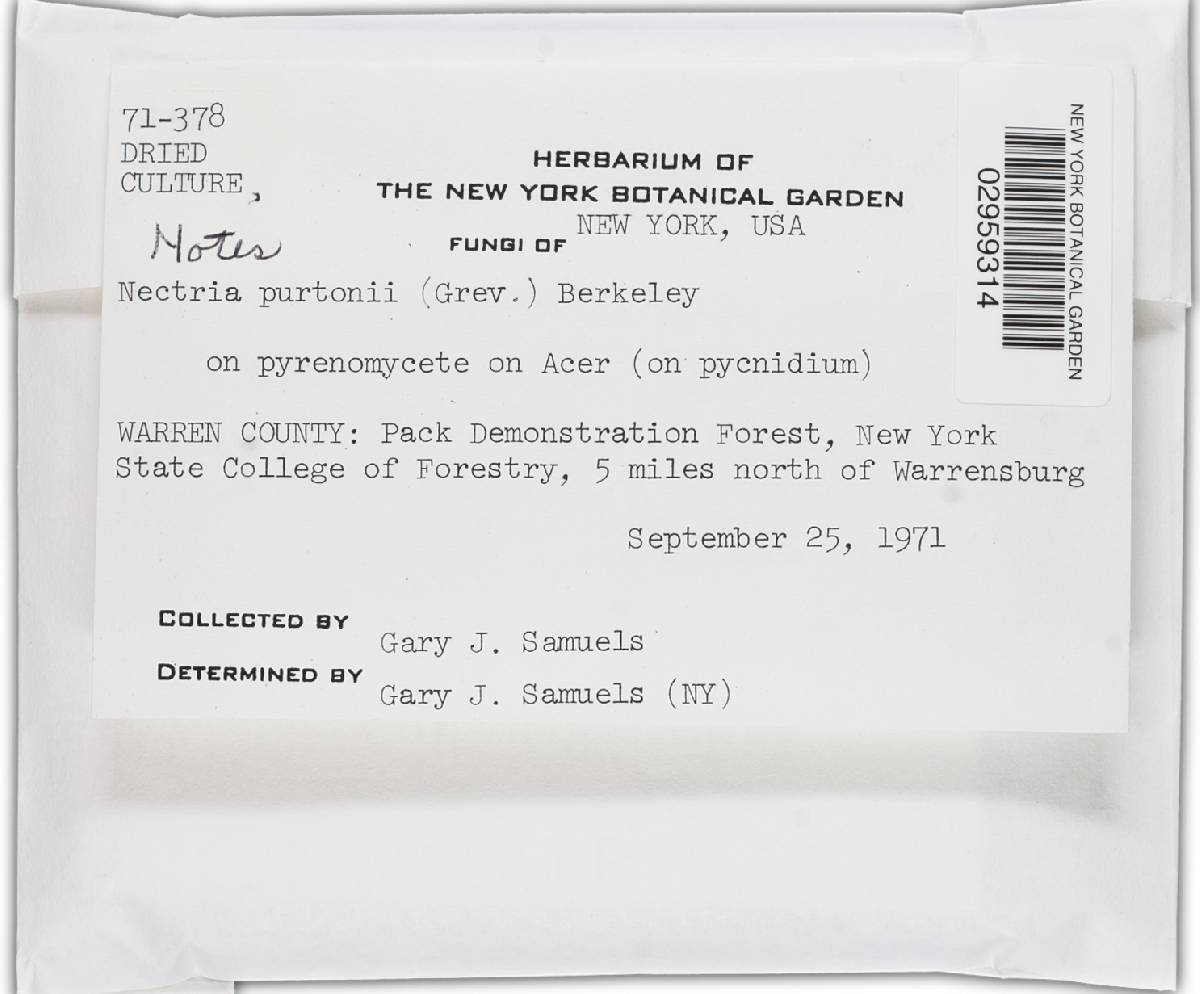 71-378
DRIED
CULTURE,
Notes
HERBARIUM OF
THE NEW YORK BOTANICAL GARDEN
NEW YORK, USA
FUNGI OF
Nectria purtonii (Grev.) Berkeley
on pyrenomycete on Acer (on pycnidium)
WARREN COUNTY: Pack Demonstration Forest, New York
State College of Forestry, 5 miles north of Warrensburg
September 25, 1971
COLLECTED BY
Gary J. Samuels
DETERMINED BY
Gary J. Samuels (NY)
NEW YORK BOTANICAL GARDEN
02959314